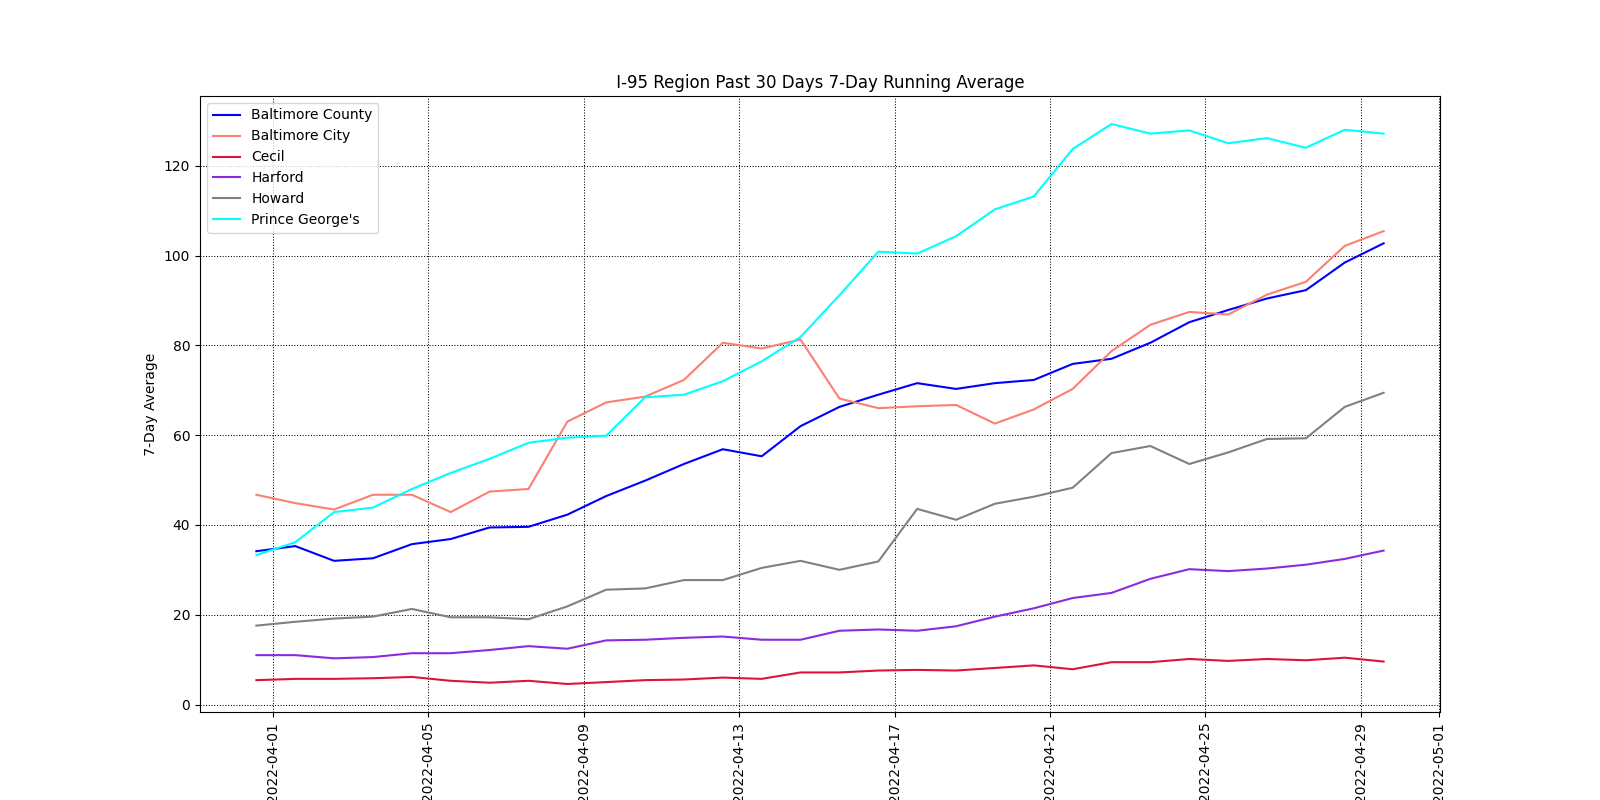 I-95 Region Past 30 Days 7-Day Running Average
Baltimore County
Baltimore City
Cecil
Harford
Howard
Prince George's
7-Day Average
120
100
80
60
40
20
0
2022-04-01
2022-04-05
2022-04-09
2022-04-13
2022-04-17
2022-04-21
2022-04-25
2022-04-29
2022-05-01